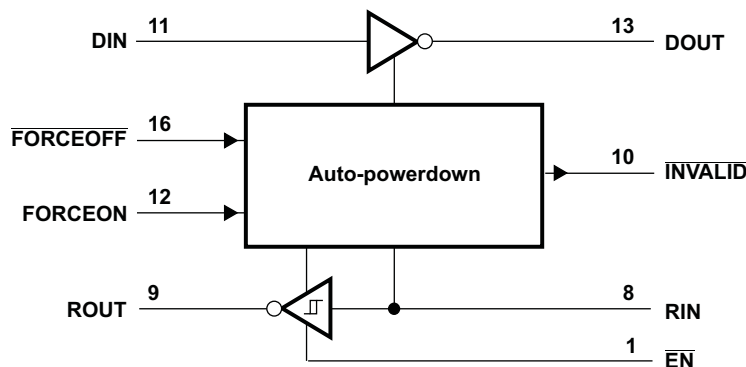 DIN 11 13 DOUT
FORCEOFF 16
Auto-powerdown 10 INVALID
FORCEON 12
ROUT 9 8 RIN
1 EN